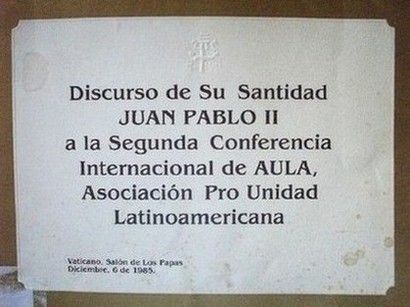 Discurso de Su Santidad
JUAN PABLO II
a la Segunda Conferencia
Internacional de AULA,
Asociación Pro Unidad
Latinoamericana
Vaticano, Salón de Los Papas
Diciembre, 6 de 1985.